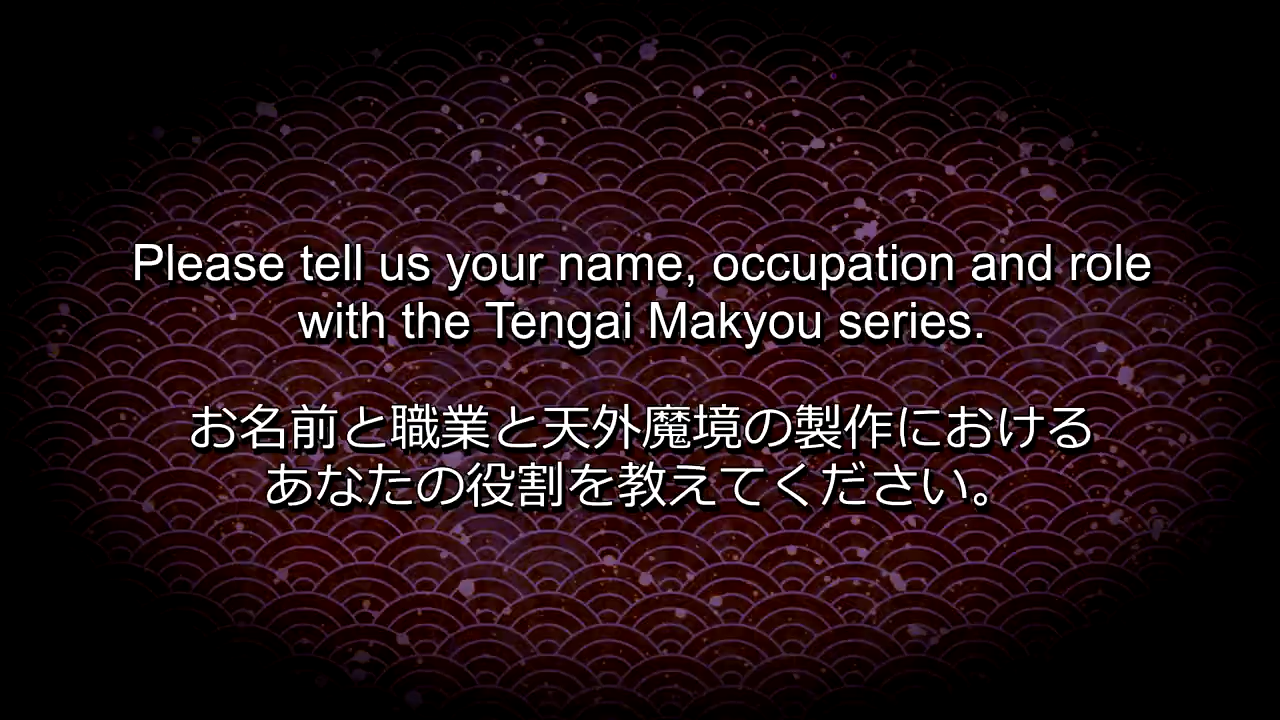 Please tell us your name, occupation and role
with the Tengai Makyou series.
お名前と職業と天外魔境の製作における
あなたの役割を教えてください。